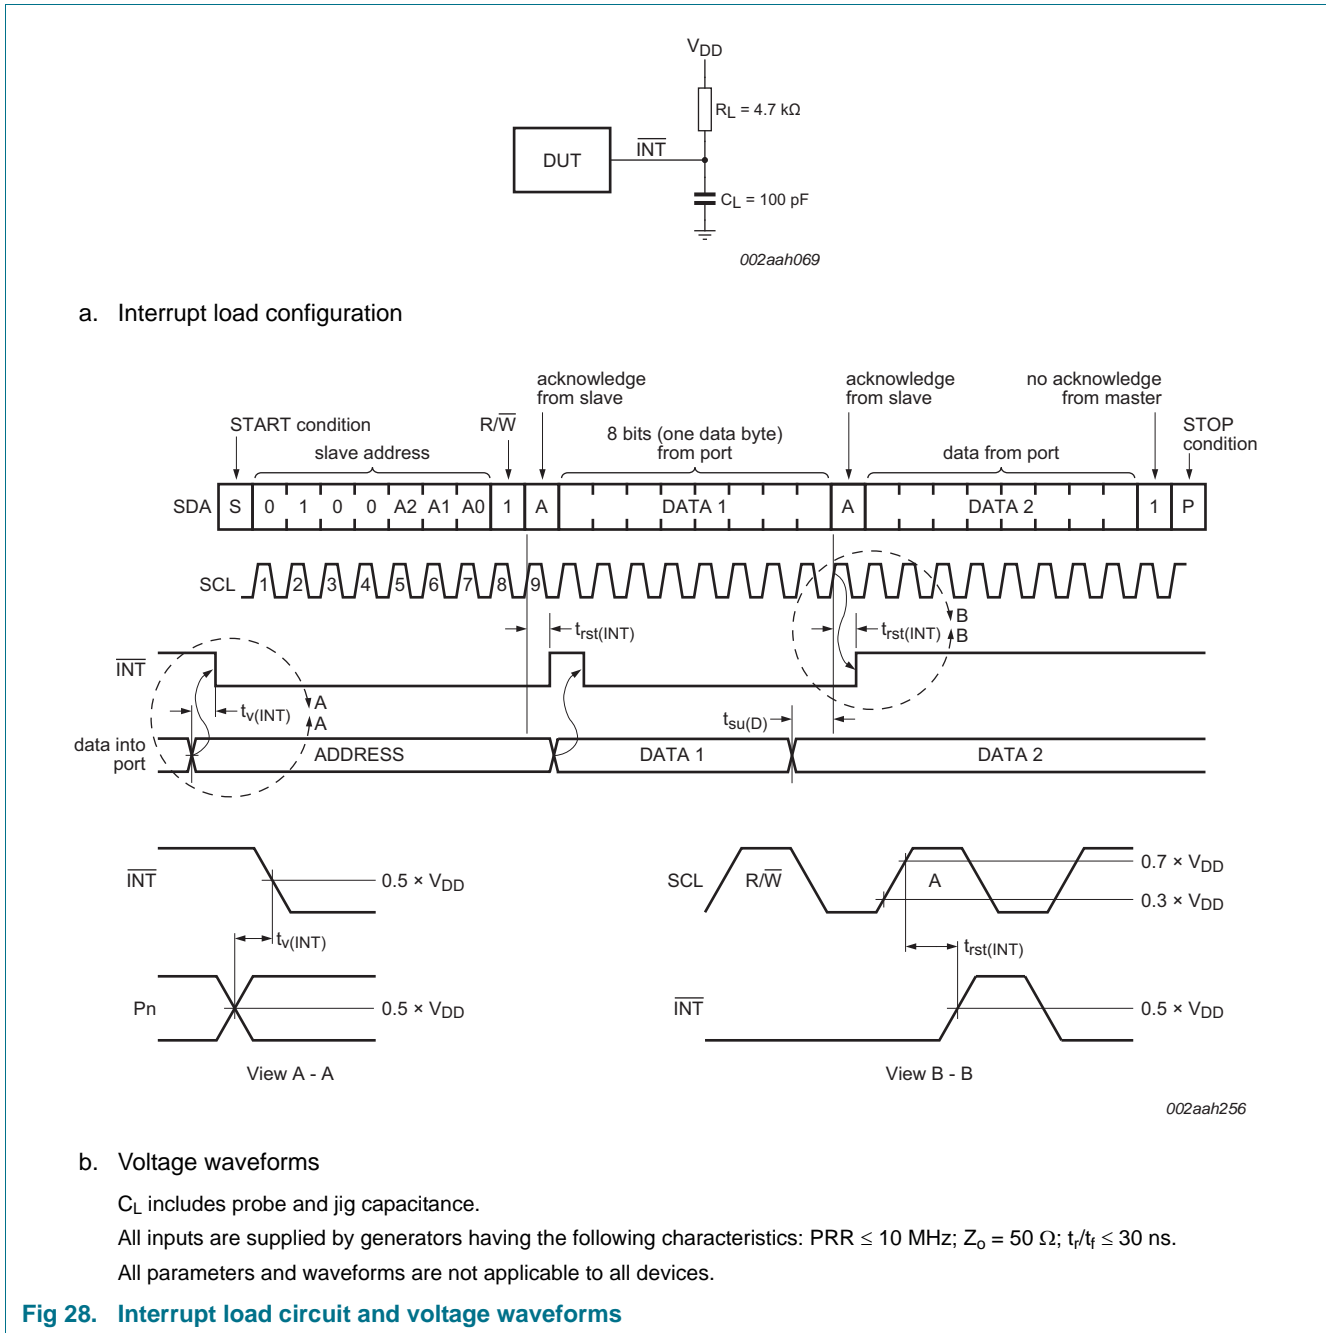 VDD
RL = 4.7 kΩ
DUT
INT
CL = 100 pF
002aah069
a. Interrupt load configuration
acknowledge from slave
acknowledge from slave
no acknowledge from master
START condition
R/W
8 bits (one data byte) from port
STOP condition
slave address
data from port
SDA S 0 1 0 0 A2 A1 A0 1 A DATA 1 A DATA 2 1 P
SCL 1 2 3 4 5 6 7 8 9
B
trst(INT)
trst(INT)
B
INT
tv(INT)
A
A
tsu(D)
data into port
ADDRESS
DATA 1
DATA 2
INT
0.5 × VDD
tv(INT)
Pn
0.5 × VDD
View A - A
SCL
R/W
A
0.7 × VDD
0.3 × VDD
trst(INT)
INT
0.5 × VDD
View B - B
002aah256
b. Voltage waveforms
CL includes probe and jig capacitance.
All inputs are supplied by generators having the following characteristics: PRR ≤ 10 MHz; Zo = 50 Ω; tr/tf ≤ 30 ns.
All parameters and waveforms are not applicable to all devices.
Fig 28. Interrupt load circuit and voltage waveforms